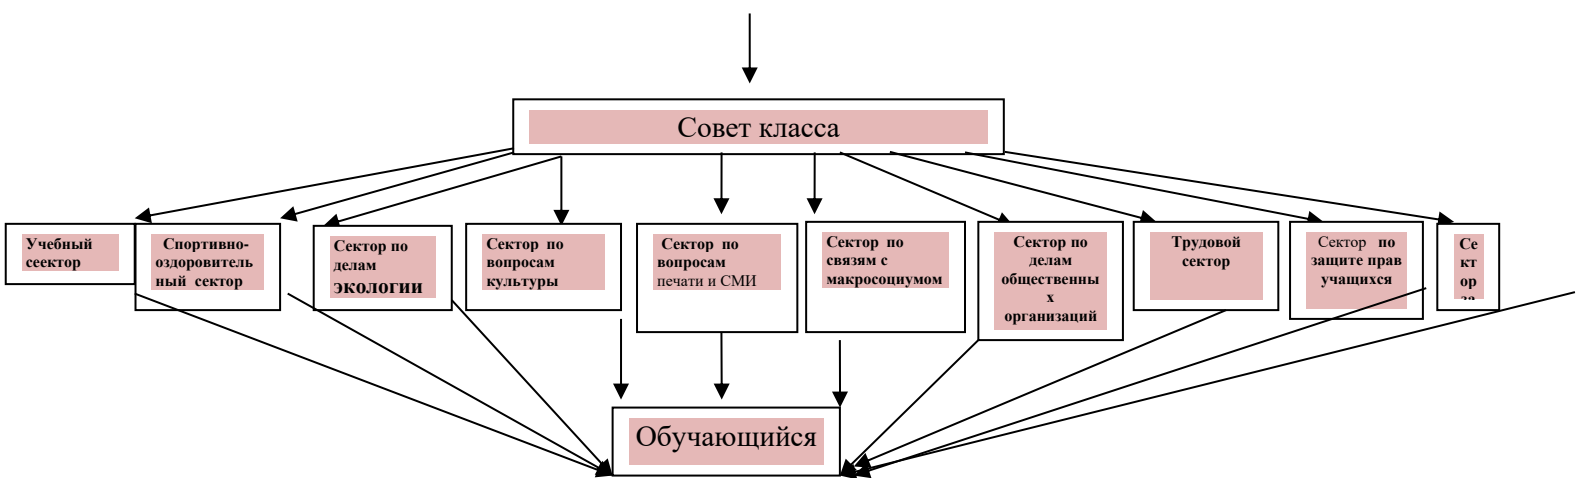 Совет класса
Учебный
сеектор
Спортивно-
оздоровитель
ный сектор
Сектор по
делам
экологии
Сектор по
вопросам
культуры
Сектор по
вопросам
печати и СМИ
Сектор по
связям с
макросоциумом
Сектор по
делам
общественны
х
организаций
Трудовой
сектор
Сектор по
защите прав
учащихся
Се
кт
ор
за
Обучающийся